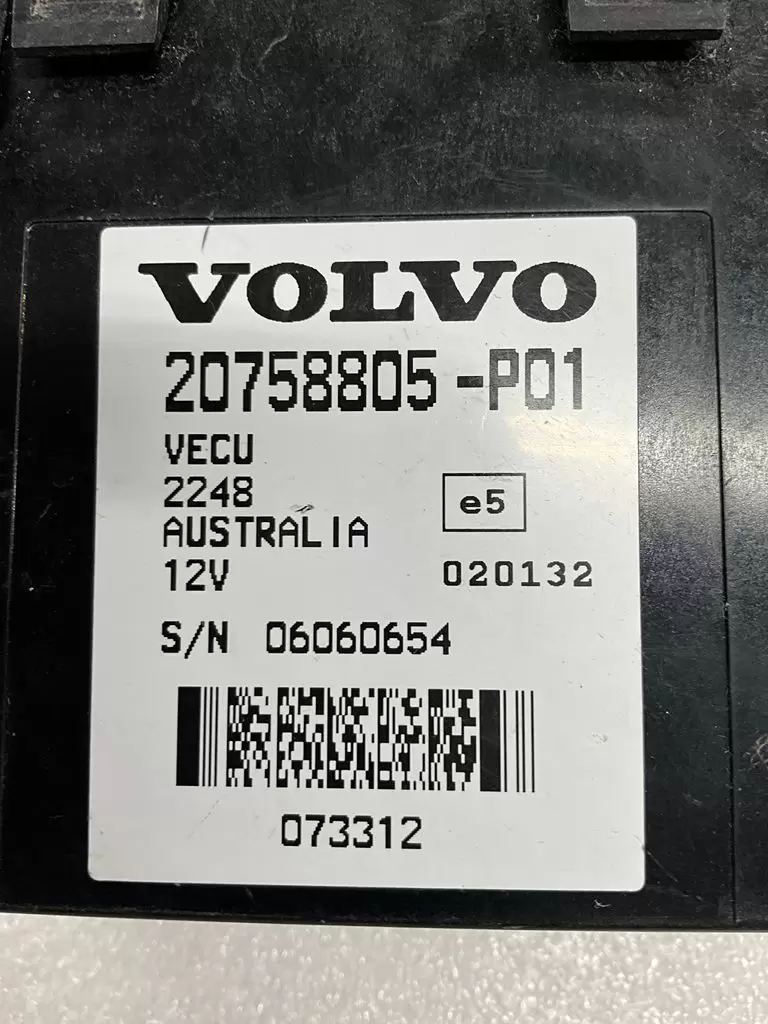 VOLVO
20758805-P01
VECU
2248
AUSTRALIA
12V
e5
020132
S/N 06060654
073312